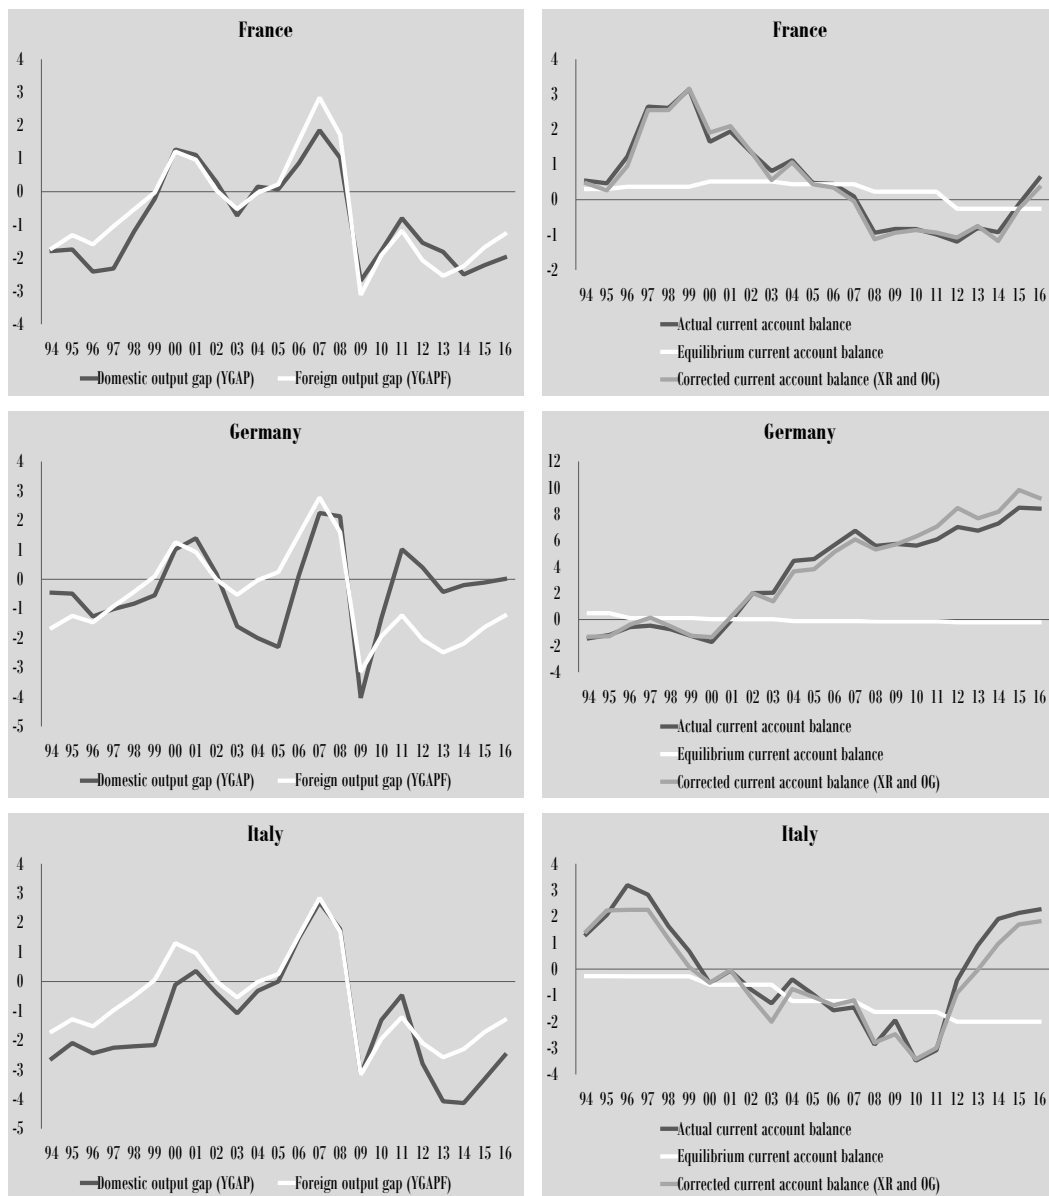 France
4
3
2
1
0
-1
-2
-3
-4
94 95 96 97 98 99 00 01 02 03 04 05 06 07 08 09 10 11 12 13 14 15 16
Domestic output gap (YGAP) Foreign output gap (YGAPF)
France
4
3
2
1
0
-1
-2
94 95 96 97 98 99 00 01 02 03 04 05 06 07 08 09 10 11 12 13 14 15 16
Actual current account balance
Equilibrium current account balance
Corrected current account balance (XR and OG)
Germany
4
3
2
1
0
-1
-2
-3
-4
-5
94 95 96 97 98 99 00 01 02 03 04 05 06 07 08 09 10 11 12 13 14 15 16
Domestic output gap (YGAP) Foreign output gap (YGAPF)
Germany
12
10
8
6
4
2
0
-2
-4
94 95 96 97 98 99 00 01 02 03 04 05 06 07 08 09 10 11 12 13 14 15 16
Actual current account balance
Equilibrium current account balance
Corrected current account balance (XR and OG)
Italy
4
3
2
1
0
-1
-2
-3
-4
-5
94 95 96 97 98 99 00 01 02 03 04 05 06 07 08 09 10 11 12 13 14 15 16
Domestic output gap (YGAP) Foreign output gap (YGAPF)
Italy
4
3
2
1
0
-1
-2
-3
-4
94 95 96 97 98 99 00 01 02 03 04 05 06 07 08 09 10 11 12 13 14 15 16
Actual current account balance
Equilibrium current account balance
Corrected current account balance (XR and OG)